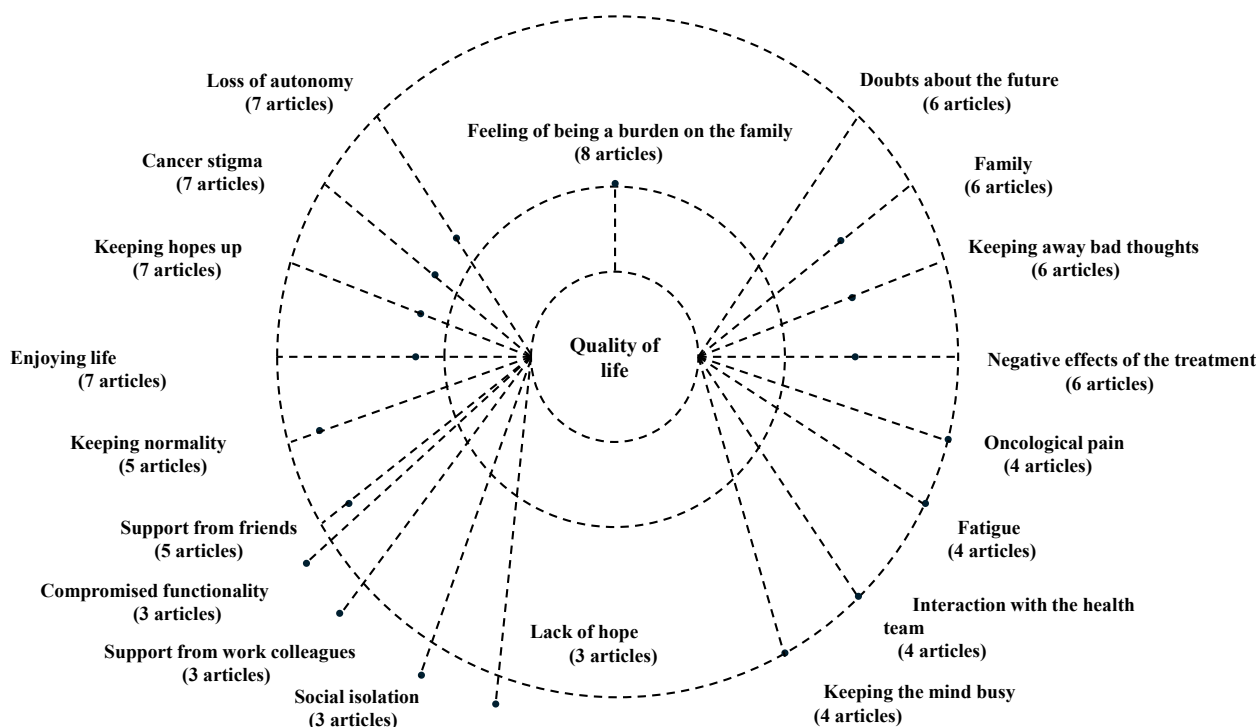 Loss of autonomy
(7 articles)
Doubts about the future
(6 articles)
Feeling of being a burden on the family
(8 articles)
Cancer stigma
(7 articles)
Family
(6 articles)
Keeping hopes up
(7 articles)
Keeping away bad thoughts
(6 articles)
Quality of
life
Enjoying life
(7 articles)
Negative effects of the treatment
(6 articles)
Keeping normality
(5 articles)
Oncological pain
(4 articles)
Support from friends
(5 articles)
Fatigue
(4 articles)
Compromised functionality
(3 articles)
Interaction with the health
team
(4 articles)
Support from work colleagues
(3 articles)
Lack of hope
(3 articles)
Social isolation
(3 articles)
Keeping the mind busy
(4 articles)